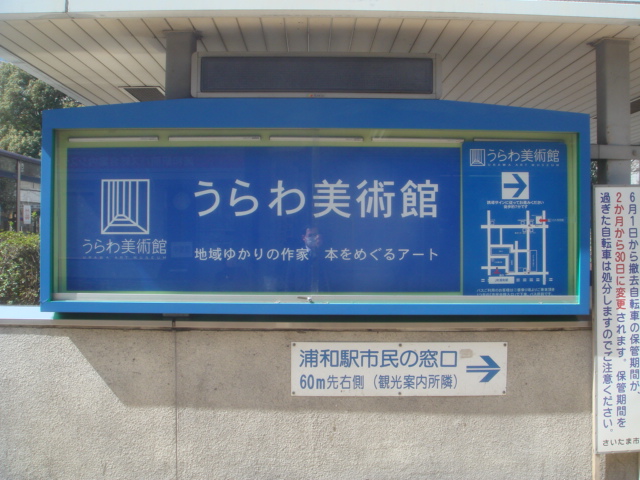 うらわ美術館
URAWA ART MUSEUM
うらわ美術館
地域ゆかりの作家 本をめぐるアート
うらわ美術館
URAWA ART MUSEUM
浦和駅市民の窓口
60m先右側(観光案内所隣)
6月1日から撤去自転車の保管期間が、
2か月から30日に変更されます。保管期間を
過ぎた自転車は処分しますのでご注意ください。
さいたま市